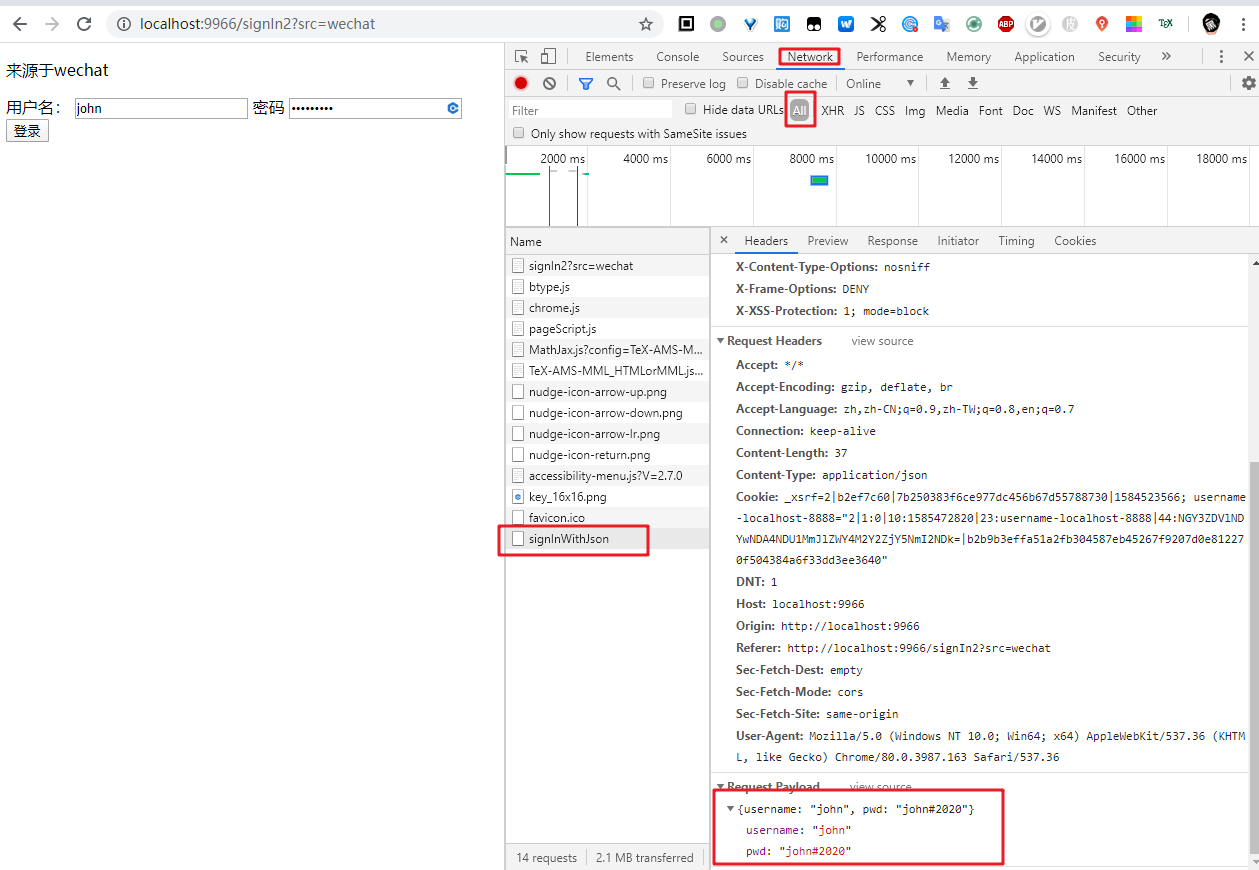 localhost:9966/signIn2?src=wechat
ABP
TEX
来源于wechat
用户名： john 密码 •••••••••
登录
Elements Console Sources Network Performance Memory Application Security »
Preserve log Disable cache Online
Filter Hide data URLs All XHR JS CSS Img Media Font Doc WS Manifest Other
Only show requests with SameSite issues
2000 ms 4000 ms 6000 ms 8000 ms 10000 ms 12000 ms 14000 ms 16000 ms 18000 ms
Name
signIn2?src=wechat
btype.js
chrome.js
pageScript.js
MathJax.js?config=TeX-AMS-M...
TeX-AMS-MML_HTMLorMML.js...
nudge-icon-arrow-up.png
nudge-icon-arrow-down.png
nudge-icon-arrow-lr.png
nudge-icon-return.png
accessibility-menu.js?V=2.7.0
key_16x16.png
favicon.ico
signInWithJson
14 requests 2.1 MB transferred
× Headers Preview Response Initiator Timing Cookies
X-Content-Type-Options: nosniff
X-Frame-Options: DENY
X-XSS-Protection: 1; mode=block
Request Headers view source
Accept: */*
Accept-Encoding: gzip, deflate, br
Accept-Language: zh,zh-CN;q=0.9,zh-TW;q=0.8,en;q=0.7
Connection: keep-alive
Content-Length: 37
Content-Type: application/json
Cookie: _xsrf=2|b2ef7c60|7b250383f6ce977dc456b67d55788730|1584523566; username
-localhost-8888="2|1:0|10:1585472820|23:username-localhost-8888|44:NGY3ZDVlND
YwNDA4NDU1MmJlZWY4M2Y2ZjY5NmI2NDk=|b2b9b3effa51a2fb304587eb45267f9207d0e81227
0f504384a6f33dd3ee3640"
DNT: 1
Host: localhost:9966
Origin: http://localhost:9966
Referer: http://localhost:9966/signIn2?src=wechat
Sec-Fetch-Dest: empty
Sec-Fetch-Mode: cors
Sec-Fetch-Site: same-origin
User-Agent: Mozilla/5.0 (Windows NT 10.0; Win64; x64) AppleWebKit/537.36 (KHTM
L, like Gecko) Chrome/80.0.3987.163 Safari/537.36
Request Payload view source
{username: "john", pwd: "john#2020"}
username: "john"
pwd: "john#2020"